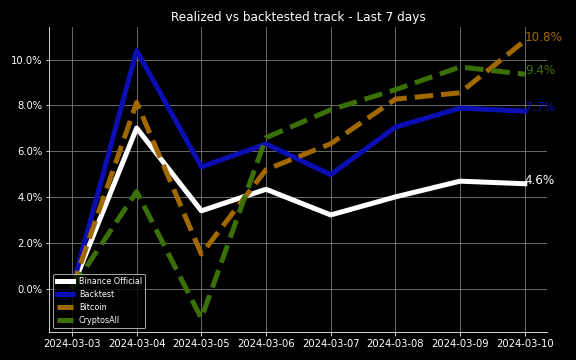 Realized vs backtested track - Last 7 days
10.8%
10.0%
9.4%
8.0%
7.7%
6.0%
4.6%
4.0%
2.0%
0.0%
Binance Official
Backtest
Bitcoin
CryptosAll
2024-03-03 2024-03-04 2024-03-05 2024-03-06 2024-03-07 2024-03-08 2024-03-09 2024-03-10